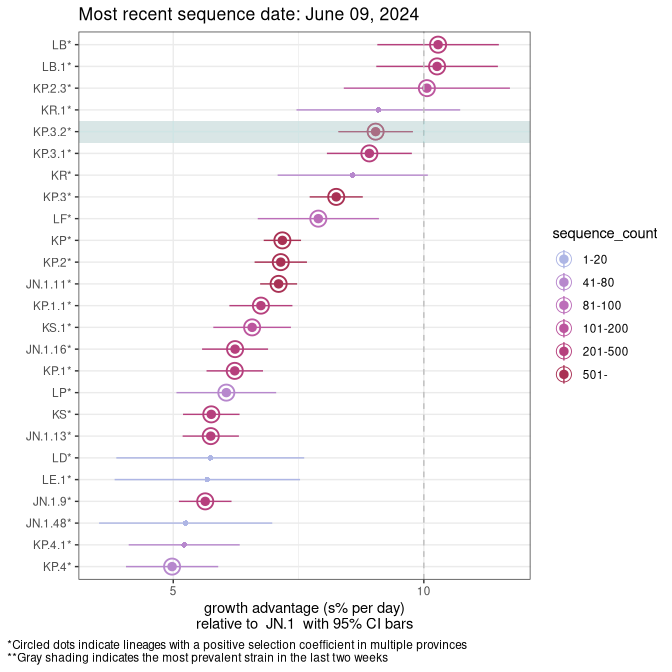 Most recent sequence date: June 09, 2024
LB*
LB.1*
KP.2.3*
KR.1*
KP.3.2*
KP.3.1*
KR*
KP.3*
LF*
KP*
KP.2*
JN.1.11*
KP.1.1*
KS.1*
JN.1.16*
KP.1*
LP*
KS*
JN.1.13*
LD*
LE.1*
JN.1.9*
JN.1.48*
KP.4.1*
KP.4*
5
10
growth advantage (s% per day)
relative to JN.1 with 95% CI bars
sequence_count
1-20
41-80
81-100
101-200
201-500
501-
*Circled dots indicate lineages with a positive selection coefficient in multiple provinces
**Gray shading indicates the most prevalent strain in the last two weeks